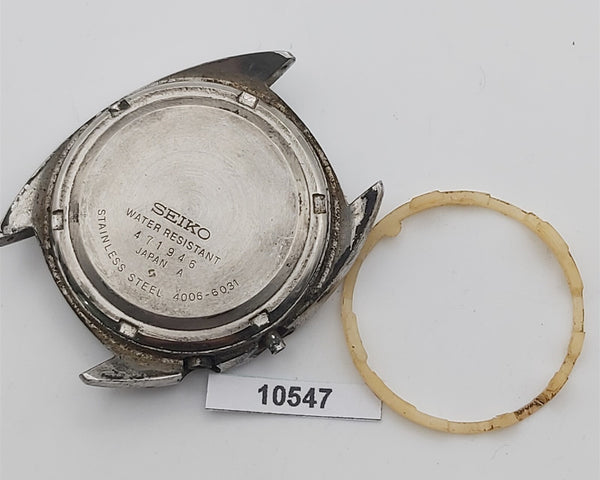 SEIKO
WATER RESISTANT
471946
JAPAN A
STAINLESS STEEL 4006-6031
10547